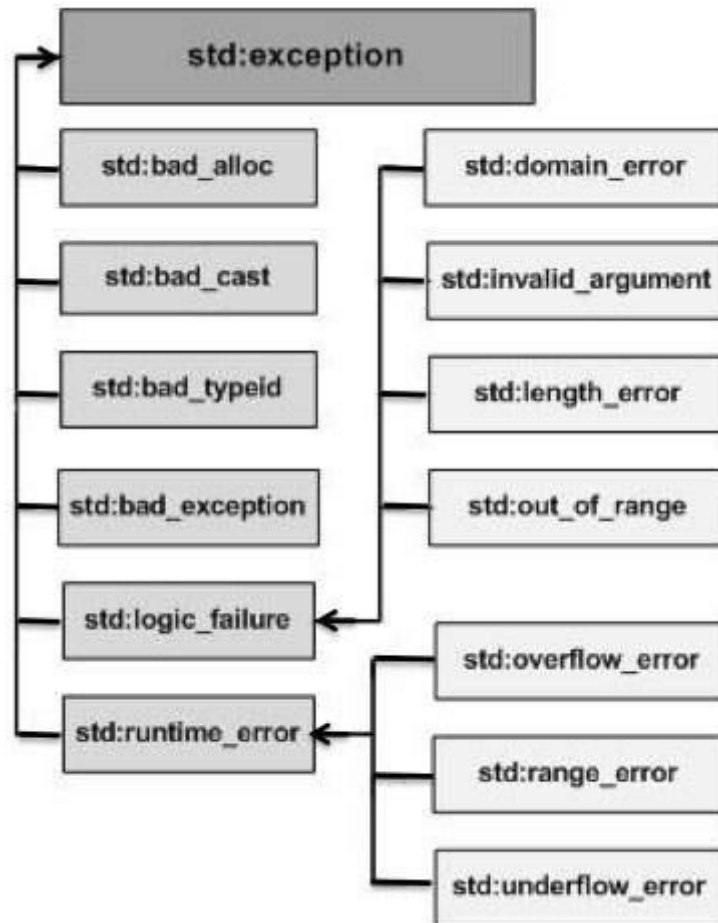 std:exception
std:bad_alloc
std:domain_error
std:bad_cast
std:invalid_argument
std:bad_typeid
std:length_error
std:bad_exception
std:out_of_range
std:logic_failure
std:overflow_error
std:runtime_error
std:range_error
std:underflow_error